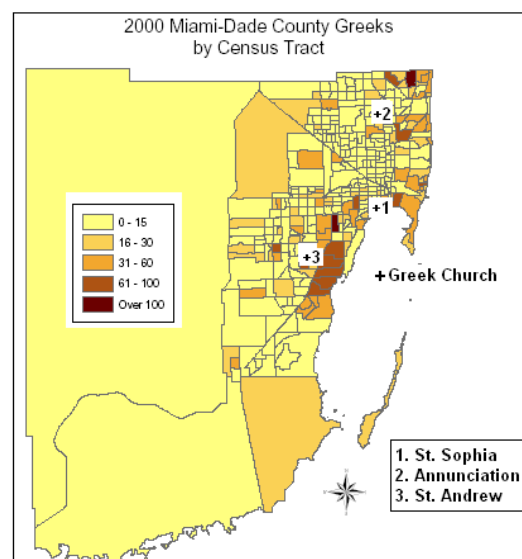 2000 Miami-Dade County Greeks
by Census Tract
+2
+1
0 - 15
16 - 30
31 - 60
61 - 100
Over 100
+3
+Greek Church
1. St. Sophia
2. Annunciation
3. St. Andrew